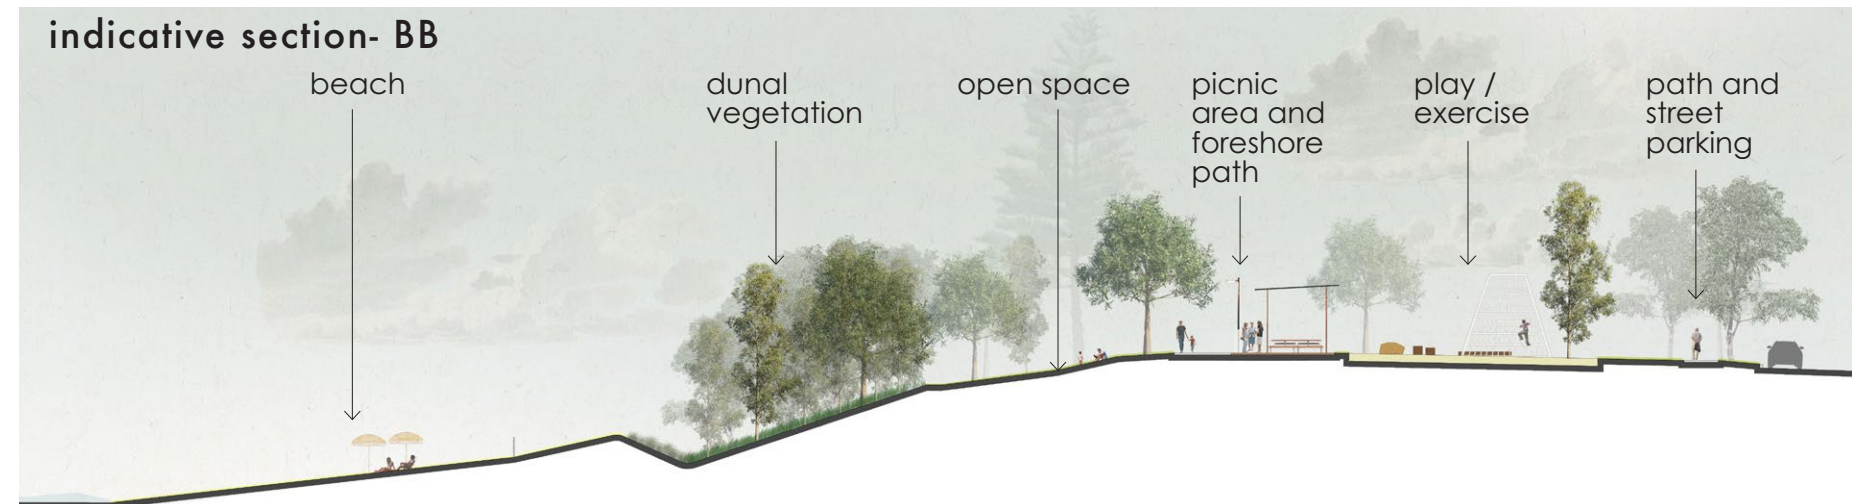 indicative section- BB
beach
dunal
vegetation
open space
picnic
area and
foreshore
path
play /
exercise
path and
street
parking